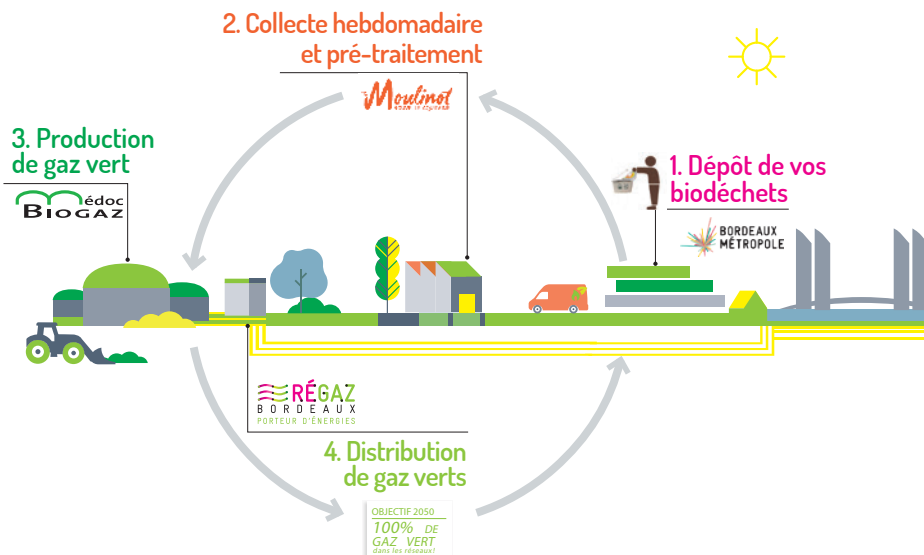 2. Collecte hebdomadaire
et pré-traitement
Moulinot
3. Production
de gaz vert
Médoc
BIOGAZ
1. Dépôt de vos
biodéchets
BORDEAUX
MÉTROPOLE
RÉGAZ
BORDEAUX
PORTEUR D'ÉNERGIES
4. Distribution
de gaz verts
OBJECTIF 2050
100% DE
GAZ VERT
dans les réseaux!